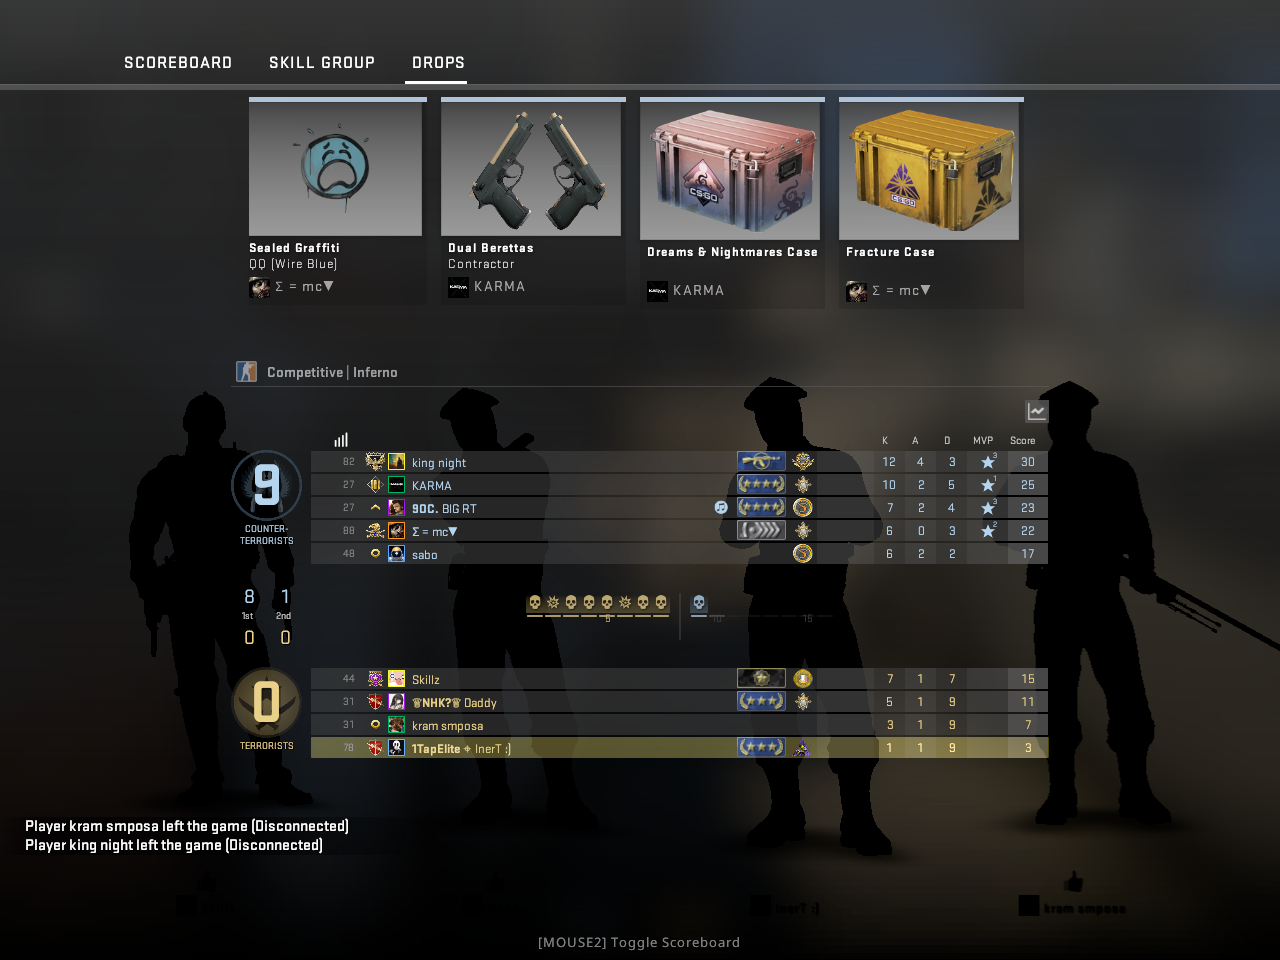 SCOREBOARD SKILL GROUP DROPS
Sealed Graffiti
QQ (Wire Blue)
Σ = mc▼
Dual Berettas
Contractor
KARMA
Dreams & Nightmares Case
KARMA
Fracture Case
Σ = mc▼
Competitive | Inferno
K A D MVP Score
9
COUNTER-
TERRORISTS
82 king night 12 4 3 ★3 30
27 KARMA 10 2 5 ★1 25
27 9OC. BIG RT 7 2 4 ★3 23
88 Σ = mc▼ 6 0 3 ★2 22
48 sabo 6 2 2 17
8 1
1st 2nd
0 0
5 10 15
0
TERRORISTS
44 Skillz 7 1 7 15
31 ♕NHK?♕ Daddy 5 1 9 11
31 kram smposa 3 1 9 7
78 1TapElite ⌖ InerT :) 1 1 9 3
Player kram smposa left the game (Disconnected)
Player king night left the game (Disconnected)
InerT :)
kram smposa
[MOUSE2] Toggle Scoreboard